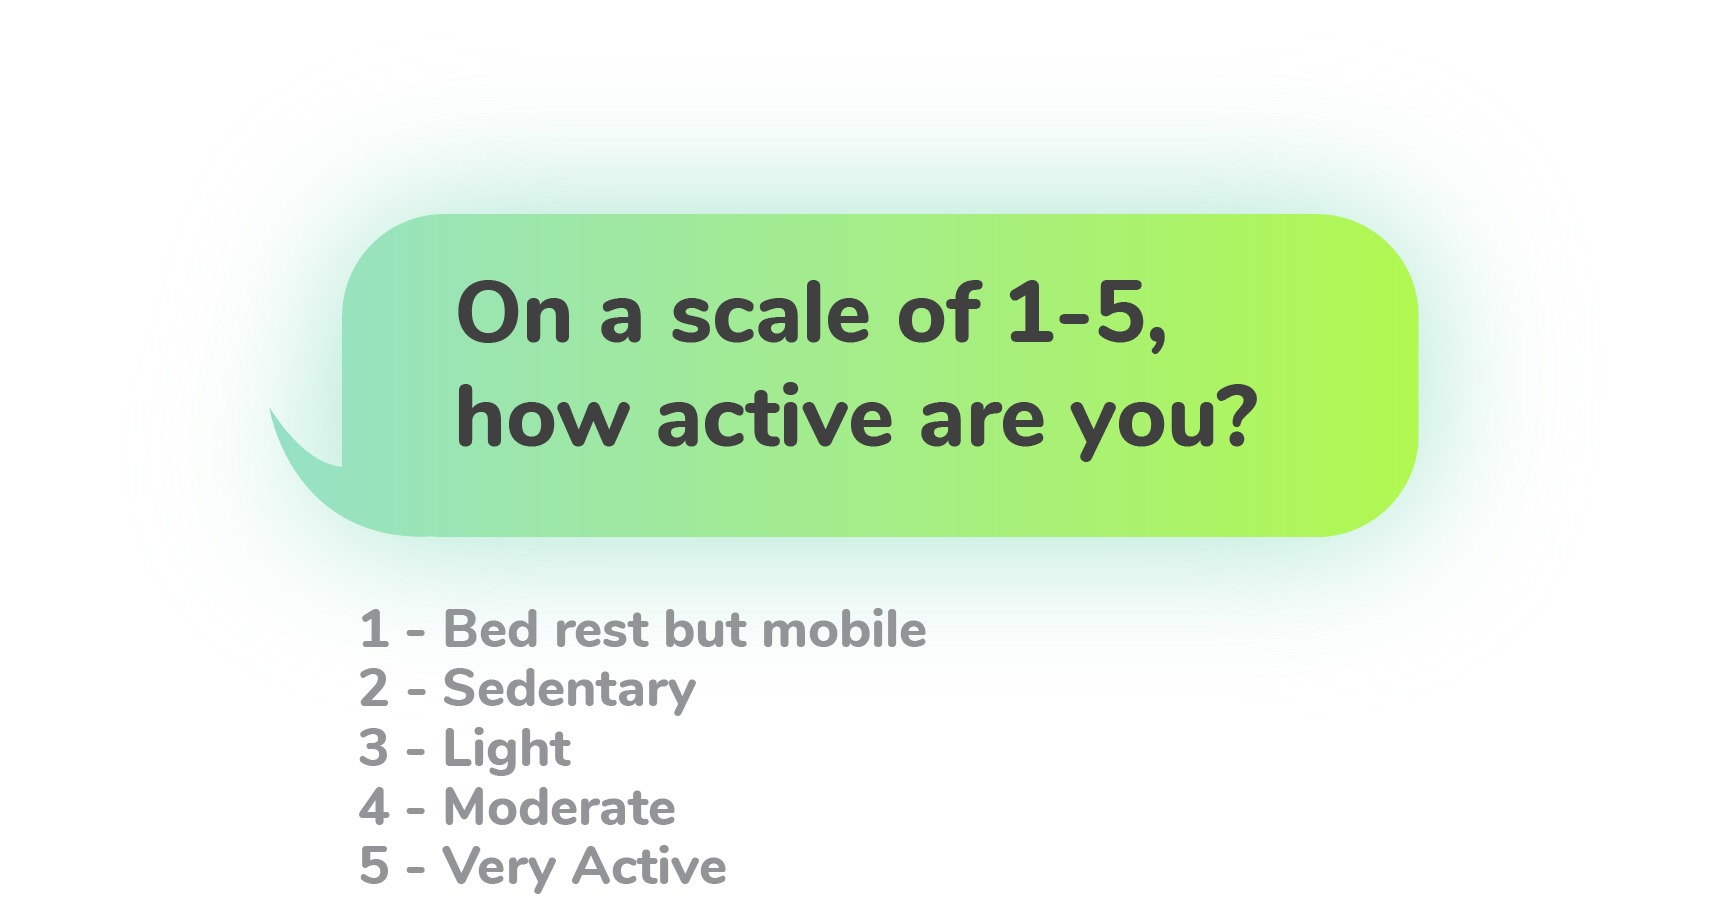 On a scale of 1-5,
how active are you?
1 - Bed rest but mobile
2 - Sedentary
3 - Light
4 - Moderate
5 - Very Active